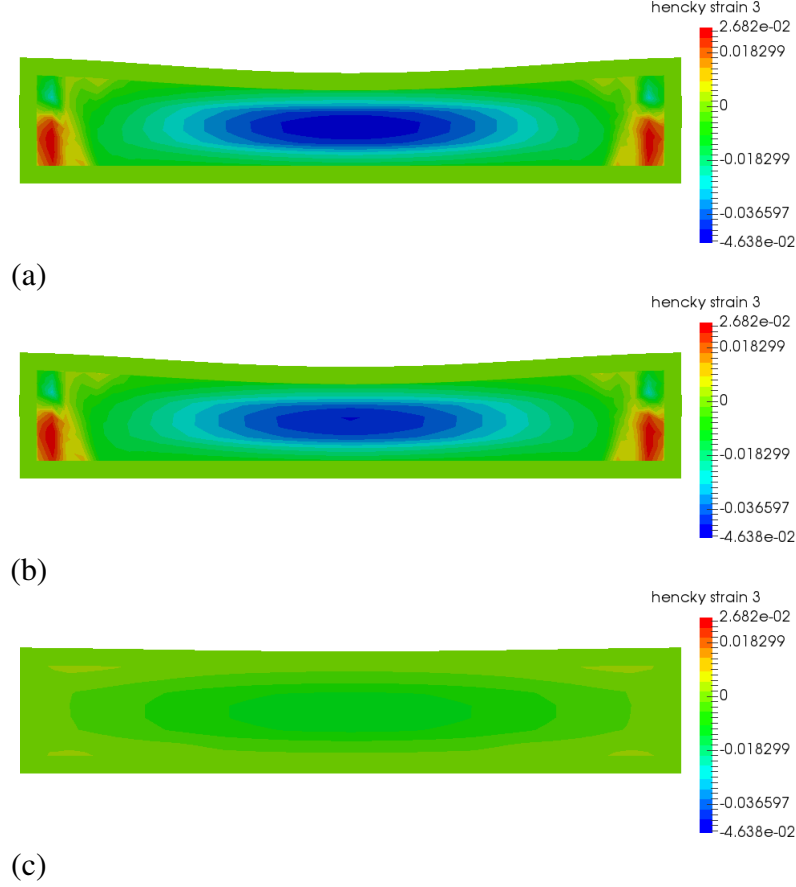 hencky strain 3
2.682e-02
0.018299
0
-0.018299
-0.036597
-4.638e-02
(a)
hencky strain 3
2.682e-02
0.018299
0
-0.018299
-0.036597
-4.638e-02
(b)
hencky strain 3
2.682e-02
0.018299
0
-0.018299
-0.036597
-4.638e-02
(c)